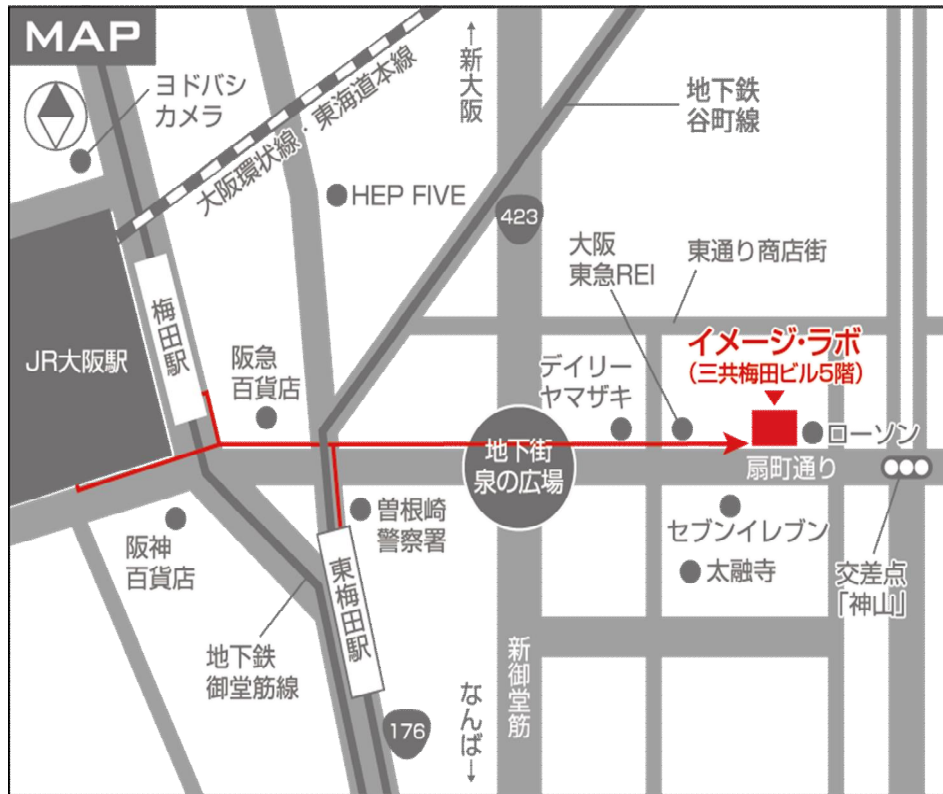 MAP
ヨドバシ
カメラ
大阪環状線・東海道本線
↑新大阪
地下鉄
谷町線
HEP FIVE
423
大阪
東急REI
東通り商店街
梅田駅
JR大阪駅
阪急
百貨店
デイリー
ヤマザキ
イメージ・ラボ
(三共梅田ビル5階)
ローソン
地下街
泉の広場
扇町通り
曽根崎
警察署
阪神
百貨店
セブンイレブン
太融寺
交差点
「神山」
東梅田駅
地下鉄
御堂筋線
新御堂筋
なんば↓
176